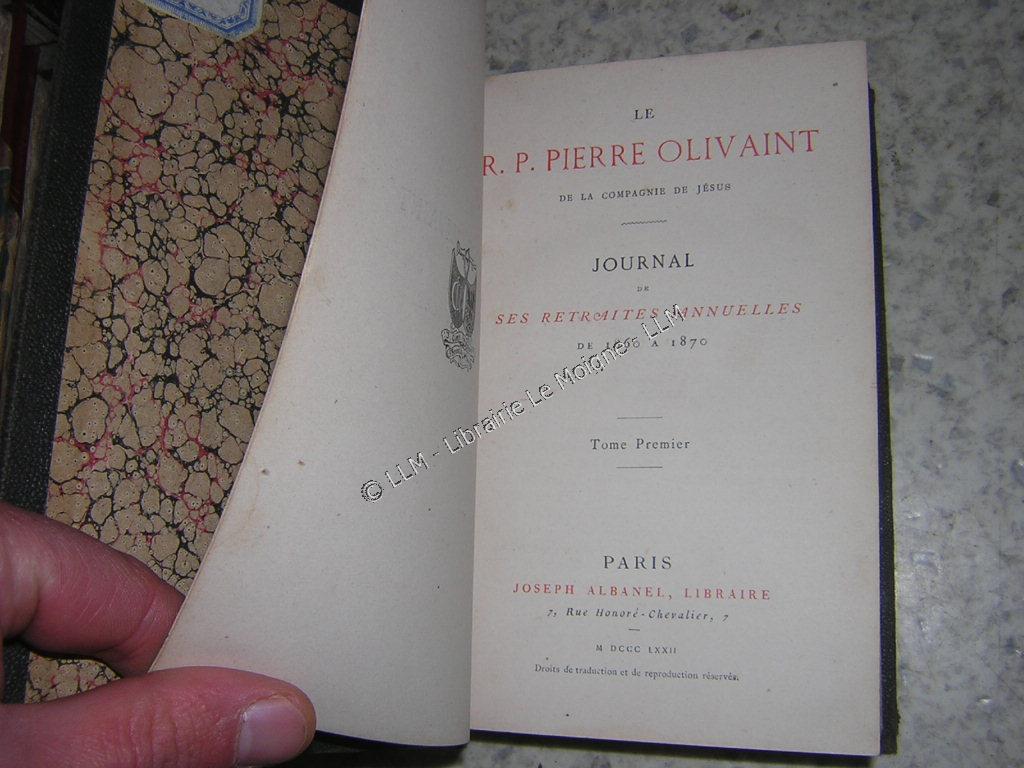 LE
R. P. PIERRE OLIVAINT
DE LA COMPAGNIE DE JÉSUS
JOURNAL
DE
SES RETRAITES ANNUELLES
DE 1860 A 1870
Tome Premier
PARIS
JOSEPH ALBANEL, LIBRAIRE
7, Rue Honoré-Chevalier, 7
M DCCC LXXII
Droits de traduction et de reproduction réservés.
© LLM - Librairie Le Moigne - LLM